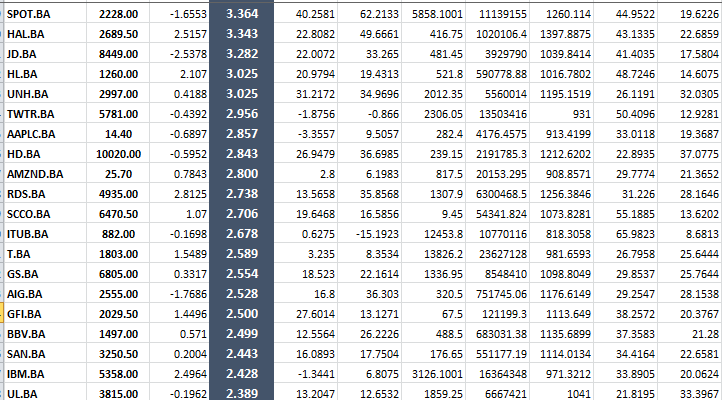 SPOT.BA 2228.00 -1.6553 3.364 40.2581 62.2133 5858.1001 11139155 1260.114 44.9522 19.6226
HAL.BA 2689.50 2.5157 3.343 22.8082 49.6661 416.75 1020106.4 1397.8875 43.1335 22.6859
JD.BA 8449.00 -2.5378 3.282 22.0072 33.265 481.45 3929790 1039.8414 41.4035 17.5804
HL.BA 1260.00 2.107 3.025 20.9794 19.4313 521.8 590778.88 1016.7802 48.7246 14.6075
UNH.BA 2997.00 0.4188 3.025 31.2172 34.9696 2012.35 5560014 1195.1519 26.1191 32.0305
TWTR.BA 5781.00 -0.4392 2.956 -1.8756 -0.866 2306.05 13503416 931 50.4096 12.9281
AAPLC.BA 14.40 -0.6897 2.857 -3.3557 9.5057 282.4 4176.4575 913.4199 33.0118 19.3687
HD.BA 10020.00 -0.5952 2.843 26.9479 36.6985 239.15 2191785.3 1212.6202 22.8935 37.0775
AMZND.BA 25.70 0.7843 2.800 2.8 6.1983 817.5 20153.295 908.8571 29.7774 21.3652
RDS.BA 4935.00 2.8125 2.738 13.5658 35.8568 1307.9 6300468.5 1256.3846 31.226 28.1646
SCCO.BA 6470.50 1.07 2.706 19.6468 16.5856 9.45 54341.824 1073.8281 55.1885 13.6202
ITUB.BA 882.00 -0.1698 2.678 0.6275 -15.1923 12453.8 10770116 818.3058 65.9823 8.6813
T.BA 1803.00 1.5489 2.589 3.235 8.3534 13826.2 23627128 981.6593 26.7958 25.6444
GS.BA 6805.00 0.3317 2.554 18.523 22.1614 1336.95 8548410 1098.8049 29.8537 25.7644
AIG.BA 2555.00 -1.7686 2.528 16.8 36.303 320.5 751745.06 1176.6149 29.2547 28.1538
GFI.BA 2029.50 1.4496 2.500 27.6014 13.1271 67.5 121199.3 1113.649 38.2572 20.3767
BBV.BA 1497.00 0.571 2.499 12.5564 26.2226 488.5 683031.38 1135.6899 37.3583 21.28
SAN.BA 3250.50 0.2004 2.443 16.0893 17.7504 176.65 551177.19 1114.0134 34.4164 22.6581
IBM.BA 5358.00 2.4964 2.428 -1.3441 6.8075 3126.1001 16364348 971.3212 33.8905 20.0624
UL.BA 3815.00 -0.1962 2.389 13.2047 12.6532 1859.25 6667421 1041 21.8195 33.3967